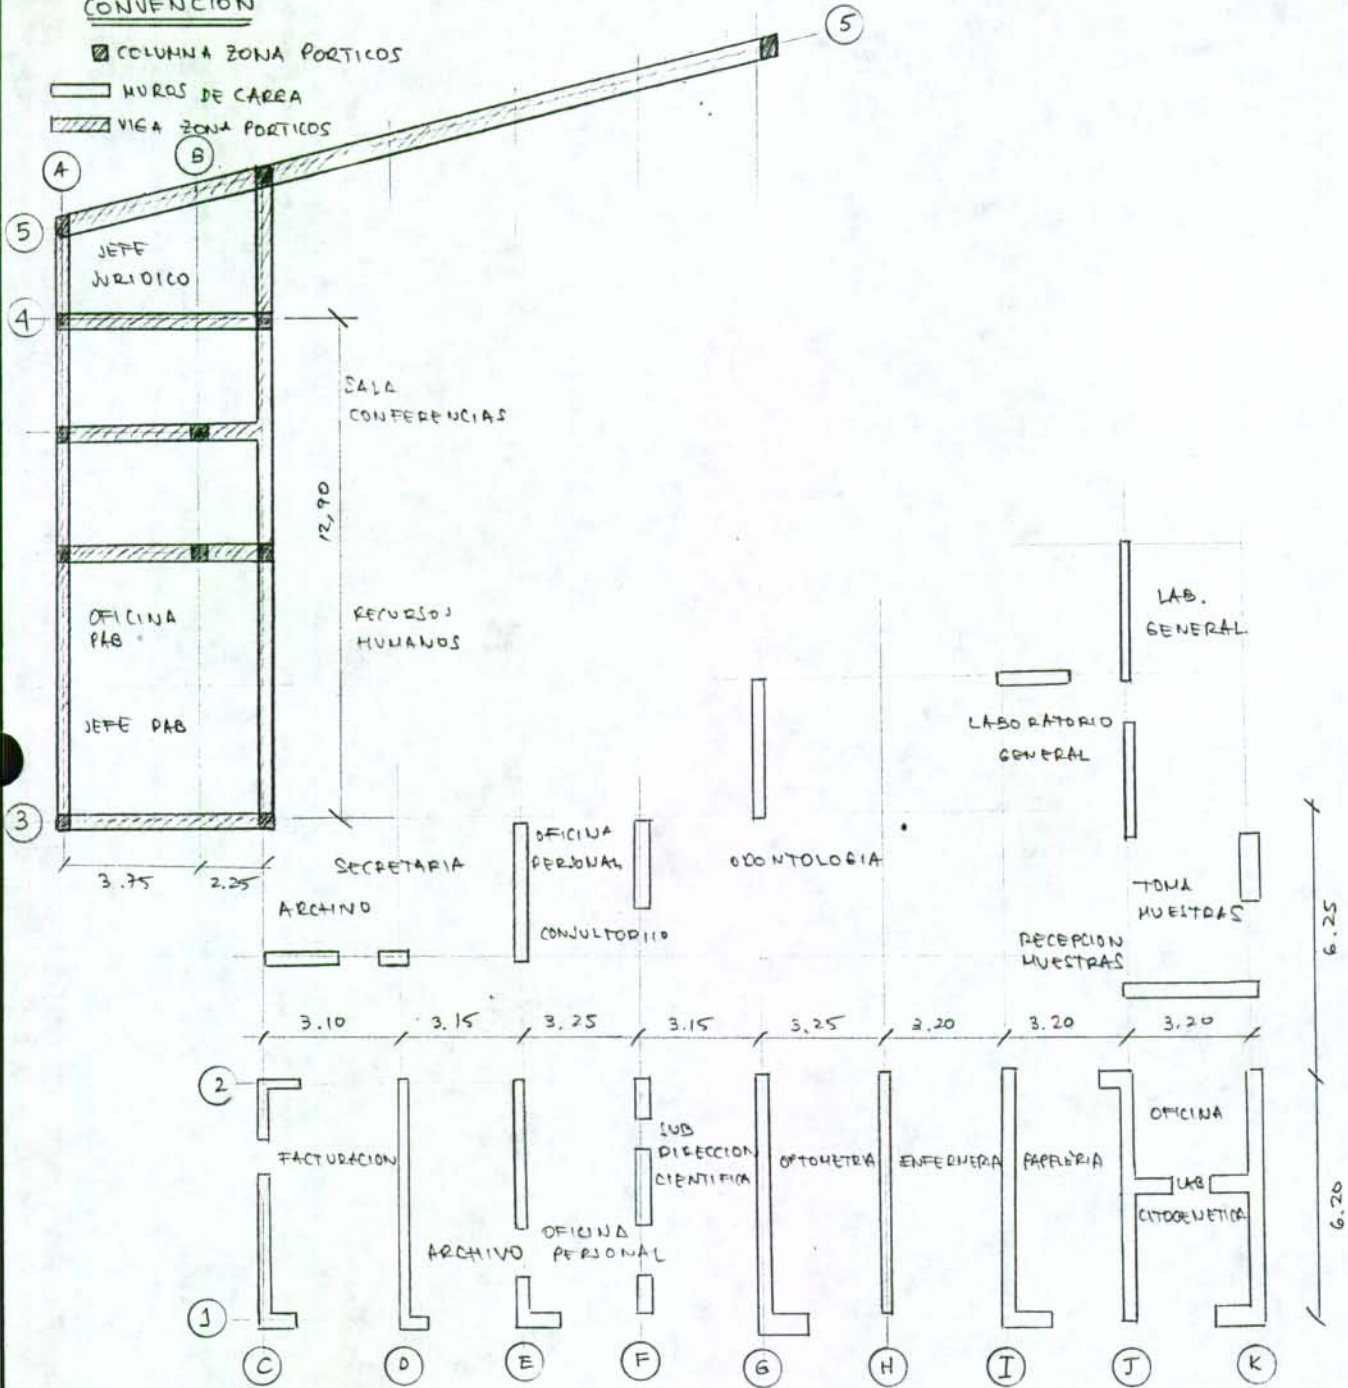 CONVENCION
COLUMNA ZONA PORTICOS
MUROS DE CARGA
VIGA ZONA PORTICOS
5
A
B
5
JEFE
JURIDICO
4
SALA
CONFERENCIAS
12,90
OFICINA
PAB
RECURSOS
HUMANOS
JEFE PAB
LAB.
GENERAL
LABORATORIO
GENERAL
3
3.75
2.25
SECRETARIA
ARCHIVO
OFICINA
PERSONAL
CONSULTORIIO
ODONTOLOGIA
TOMA
MUESTRAS
RECEPCION
MUESTRAS
6.25
3.10
3.15
3.25
3.15
3.25
3.20
3.20
3.20
2
FACTURACION
ARCHIVO
OFICINA
PERSONAL
SUB
DIRECCION
CIENTIFICA
OPTOMETRIA
ENFERMERIA
PAPELERIA
OFICINA
LAB
CITOGENETICA
6.20
1
C
D
E
F
G
H
I
J
K